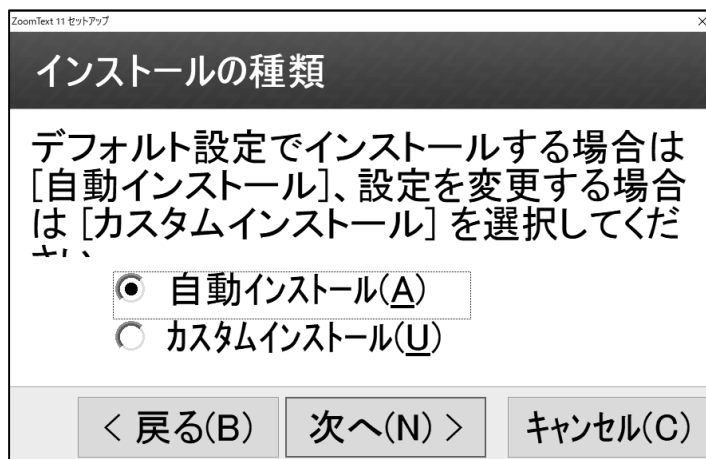 ZoomText 11 セットアップ
インストールの種類
デフォルト設定でインストールする場合は
[自動インストール]、設定を変更する場合
は [カスタムインストール] を選択してくだ
さい。
自動インストール(A)
カスタムインストール(U)
< 戻る(B)
次へ(N) >
キャンセル(C)